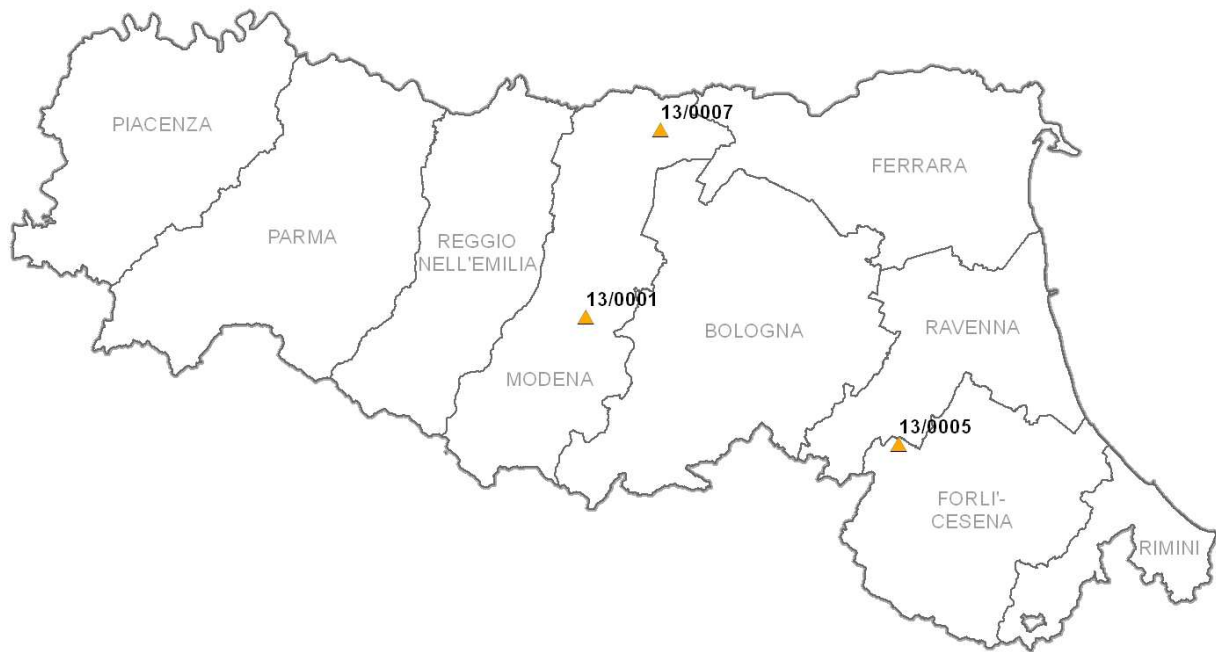 13/0007
PIACENZA
FERRARA
PARMA
REGGIO
NELL'EMILIA
13/0001
BOLOGNA
RAVENNA
MODENA
13/0005
FORLI'-
CESENA
RIMINI